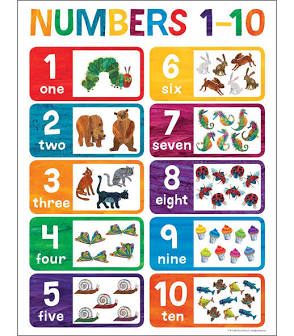 NUMBERS 1–10
1
one
2
two
3
three
4
four
5
five
6
six
7
seven
8
eight
9
nine
10
ten